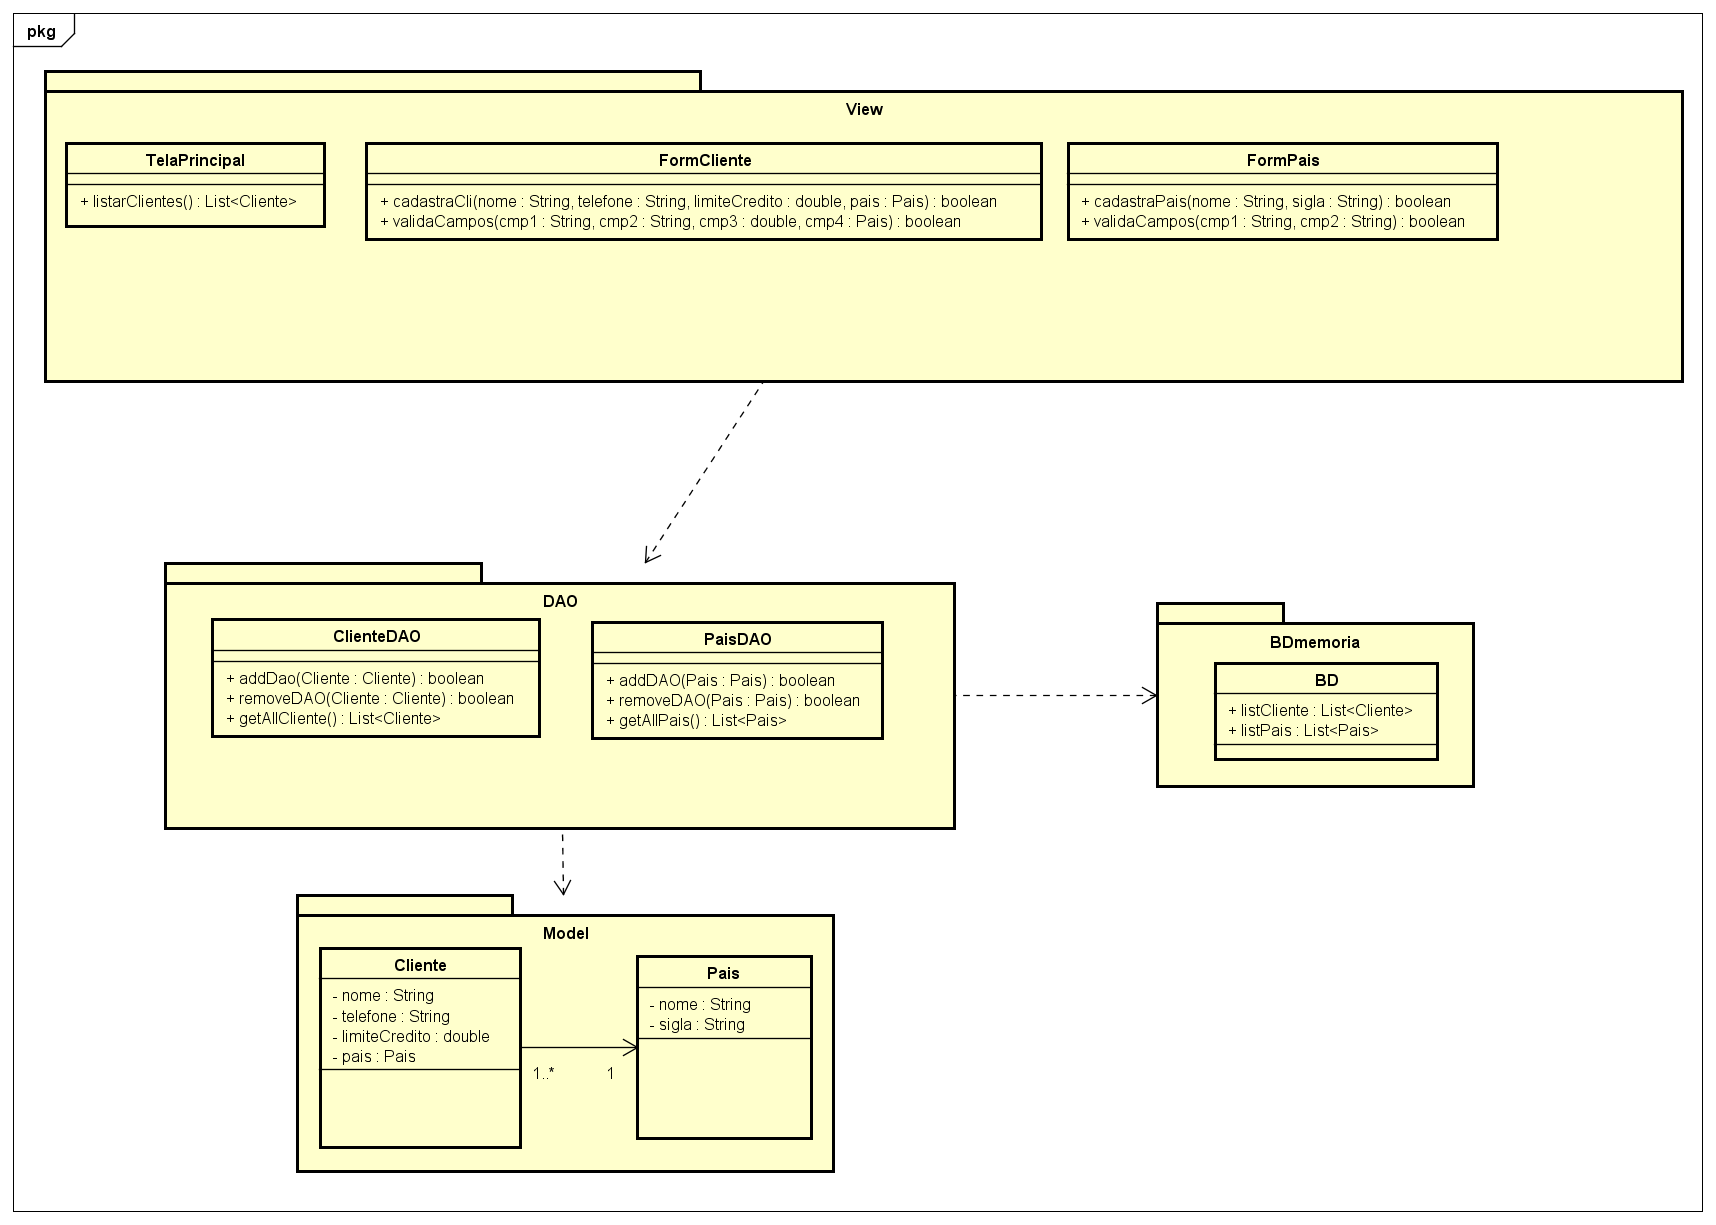 pkg
View
TelaPrincipal
+ listarClientes() : List<Cliente>
FormCliente
+ cadastraCli(nome : String, telefone : String, limiteCredito : double, pais : Pais) : boolean
+ validaCampos(cmp1 : String, cmp2 : String, cmp3 : double, cmp4 : Pais) : boolean
FormPais
+ cadastraPais(nome : String, sigla : String) : boolean
+ validaCampos(cmp1 : String, cmp2 : String) : boolean
DAO
ClienteDAO
+ addDao(Cliente : Cliente) : boolean
+ removeDAO(Cliente : Cliente) : boolean
+ getAllCliente() : List<Cliente>
PaisDAO
+ addDAO(Pais : Pais) : boolean
+ removeDAO(Pais : Pais) : boolean
+ getAllPais() : List<Pais>
BDmemoria
BD
+ listCliente : List<Cliente>
+ listPais : List<Pais>
Model
Cliente
- nome : String
- telefone : String
- limiteCredito : double
- pais : Pais
1..*
1
Pais
- nome : String
- sigla : String